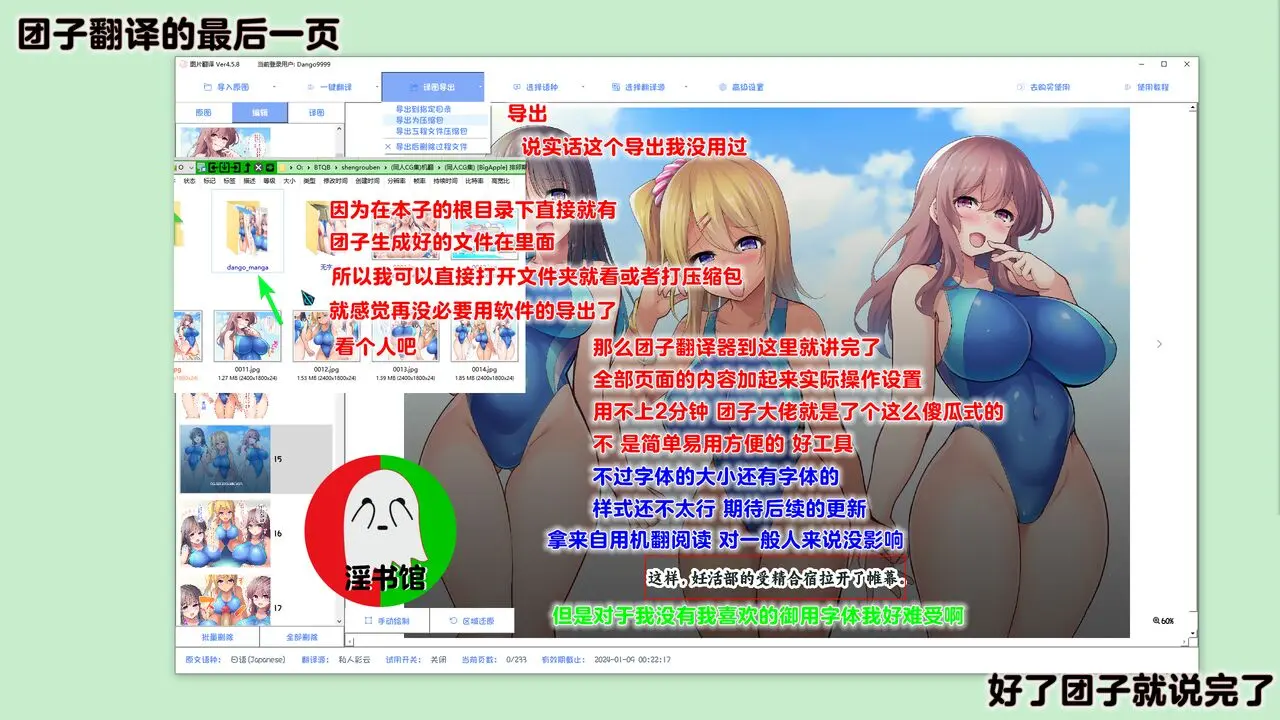 团子翻译的最后一页
图片翻译 Ver4.5.8 当前登录用户: Dango9999
导入原图 一键翻译 译图导出 选择语种 选择翻译源 高级设置 去购买使用 使用教程
原图 编辑 译图
导出到指定目录
导出为压缩包
导出工程文件压缩包
导出后删除过程文件
导出
说实话这个导出我没用过
O: BTQB shengrouben (同人CG集)机翻 (同人CG集) [BigApple]
状态 标记 标签 描述 等级 大小 类型 修改时间 创建时间 分辨率 帧率 持续时间 比特率 宽高比
因为在本子的根目录下直接就有
团子生成好的文件在里面
dango_manga 无字
所以我可以直接打开文件夹就看或者打压缩包
就感觉再没必要用软件的导出了
看个人吧
0011.jpg 0012.jpg 0013.jpg 0014.jpg
1.27 MB (2400x1800x24) 1.53 MB (2400x1800x24) 1.39 MB (2400x1800x24) 1.85 MB (2400x1800x24)
那么团子翻译器到这里就讲完了
全部页面的内容加起来实际操作设置
用不上2分钟 团子大佬就是了个这么傻瓜式的
不 是简单易用方便的 好工具
不过字体的大小还有字体的
样式还不太行 期待后续的更新
拿来自用机翻阅读 对一般人来说没影响
这样,妊活部的受精合宿拉开了帷幕。
但是对于我没有我喜欢的御用字体我好难受啊
15
16
17
淫书馆
手动绘制 区域还原
60%
批量删除 全部删除
原文语种: 日语(Japanese) 翻译源: 私人彩云 试用开关: 关闭 当前页数: 0/233 有效期截止: 2024-01-09 00:22:17
好了团子就说完了